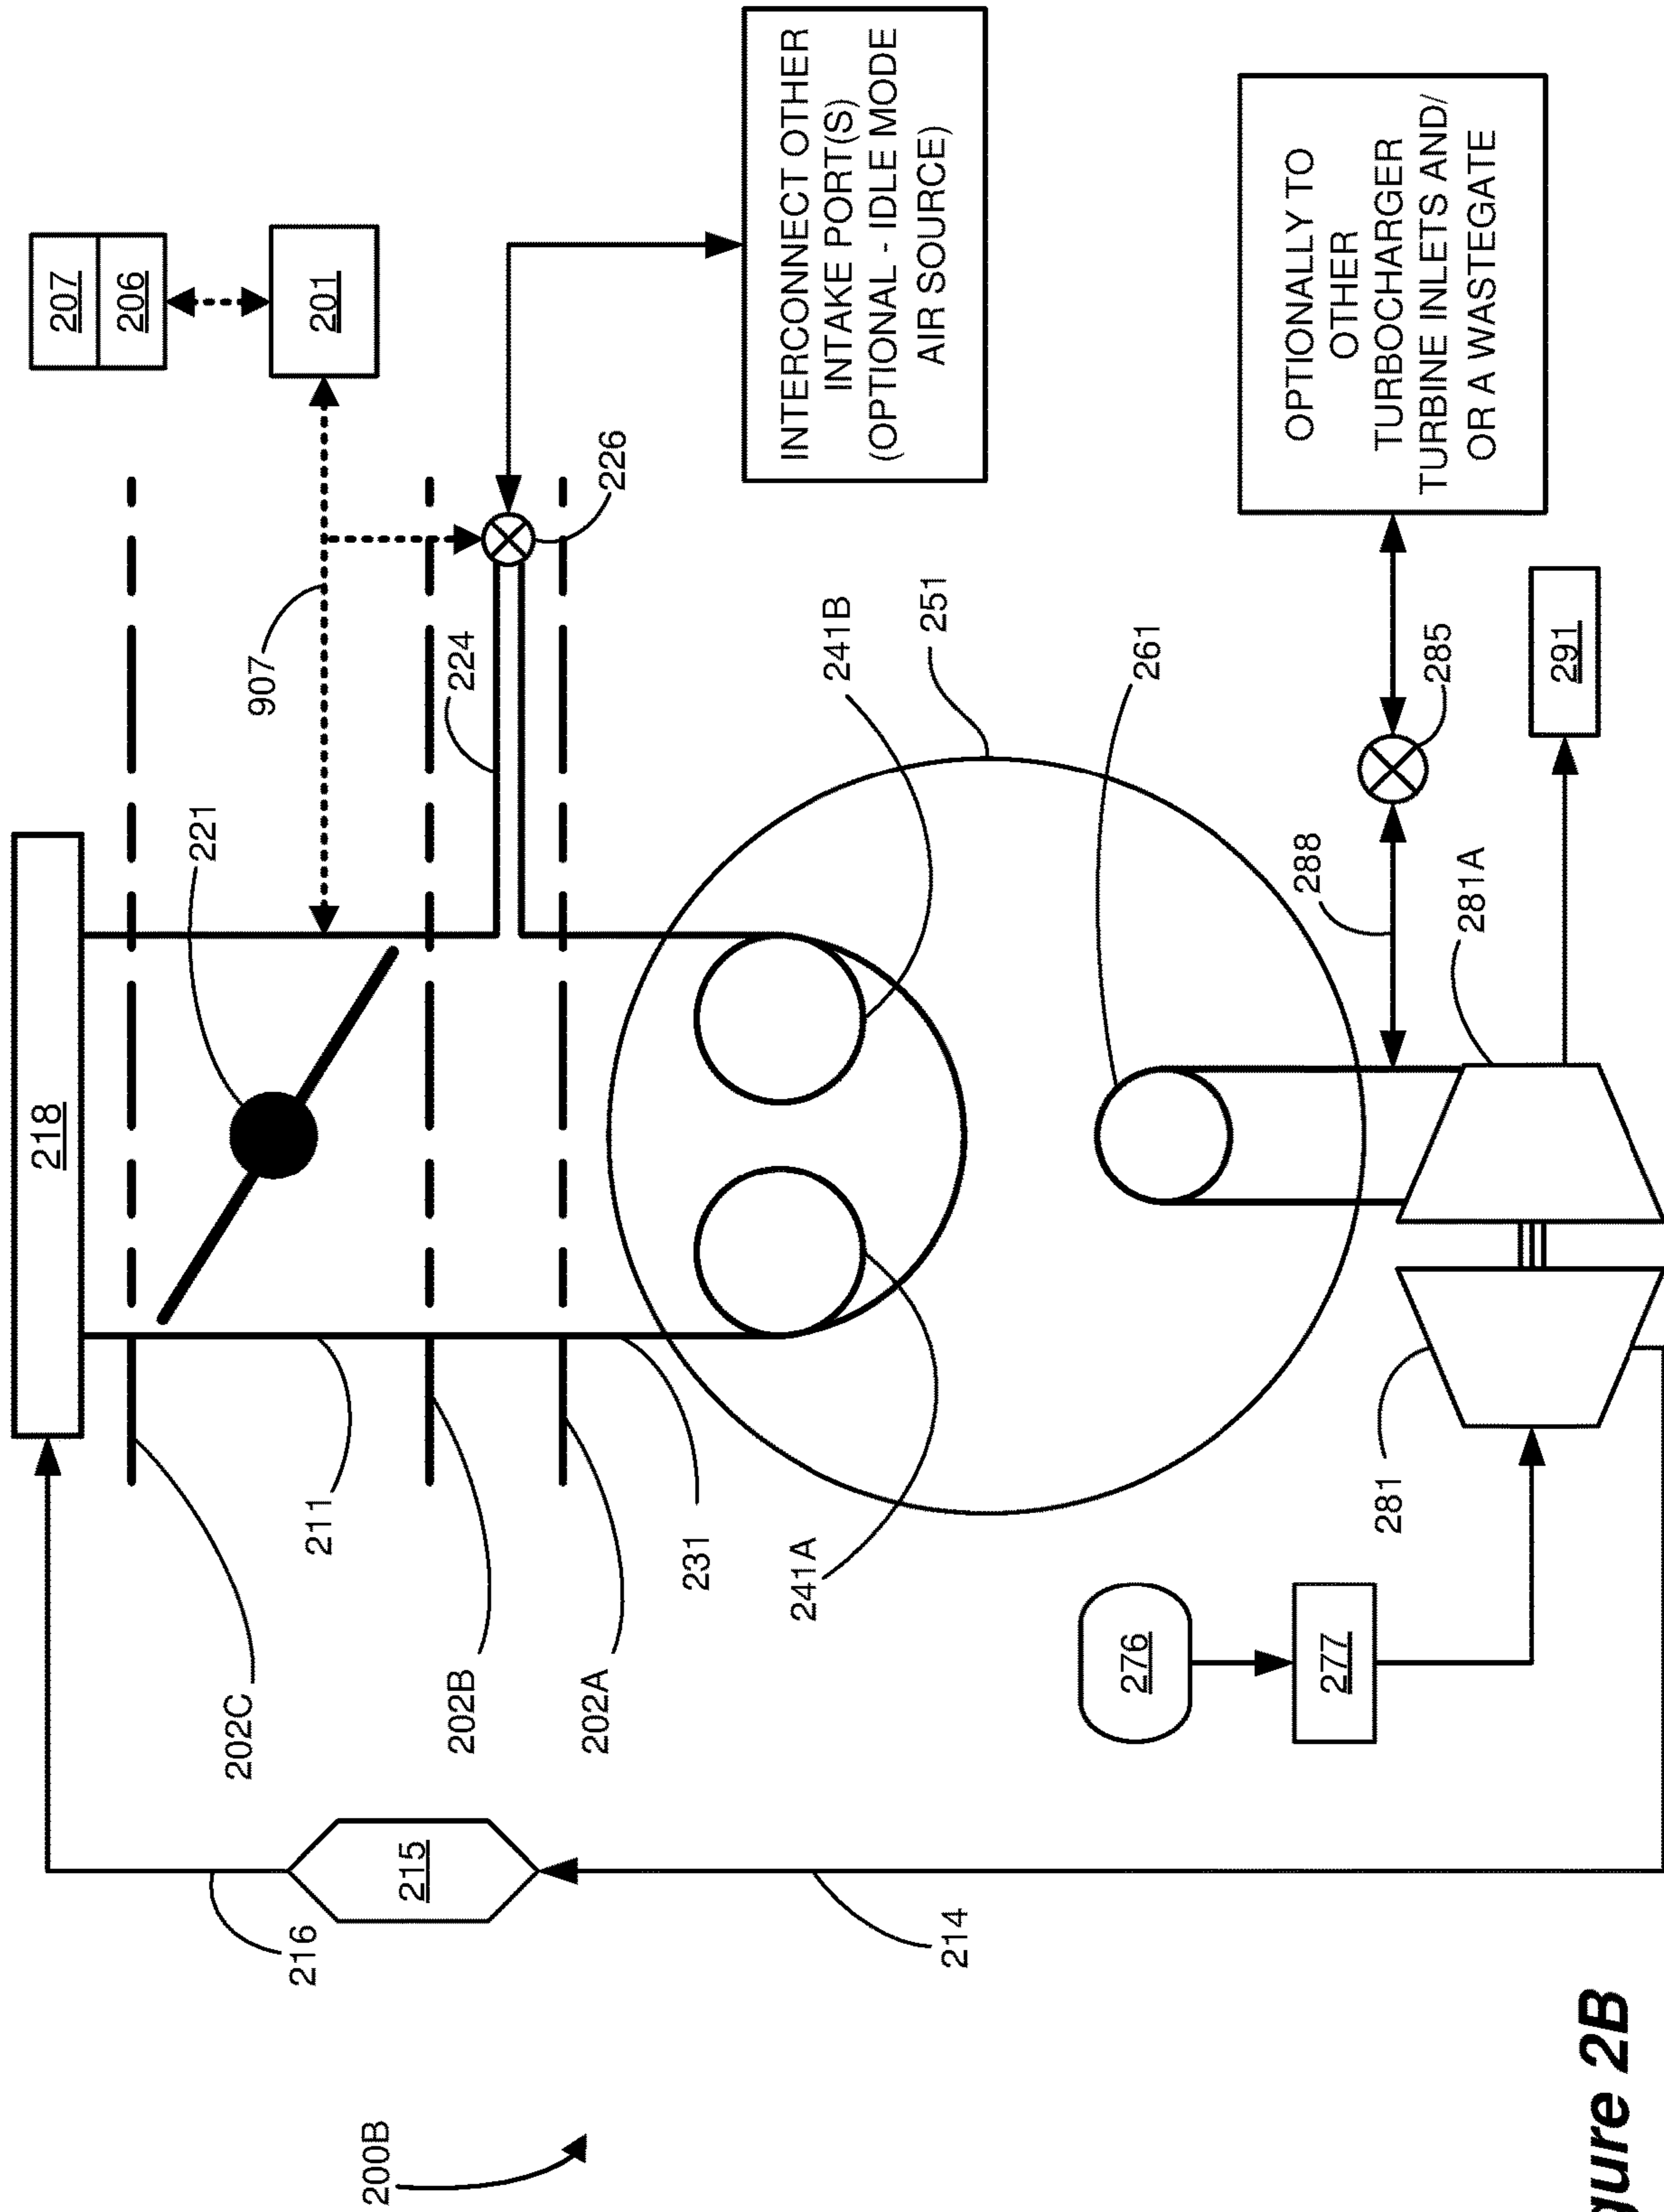 200B
216
215
214
202C
202B
202A
211
231
241A
276
277
281
218
221
907
224
226
207
206
201
INTERCONNECT OTHER
INTAKE PORT(S)
(OPTIONAL - IDLE MODE
AIR SOURCE)
241B
251
261
288
285
281A
291
OPTIONALLY TO
OTHER
TURBOCHARGER
TURBINE INLETS AND/
OR A WASTEGATE
gure 2B